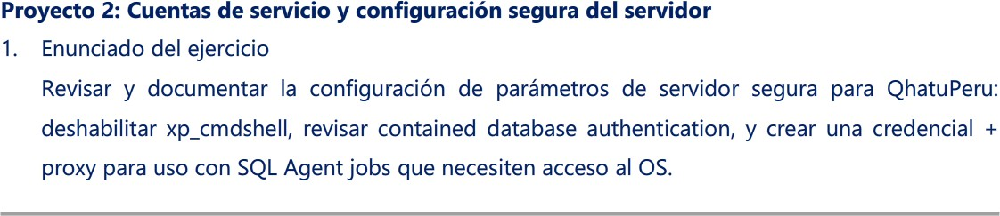 Proyecto 2: Cuentas de servicio y configuración segura del servidor
1. Enunciado del ejercicio
Revisar y documentar la configuración de parámetros de servidor segura para QhatuPeru:
deshabilitar xp_cmdshell, revisar contained database authentication, y crear una credencial +
proxy para uso con SQL Agent jobs que necesiten acceso al OS.